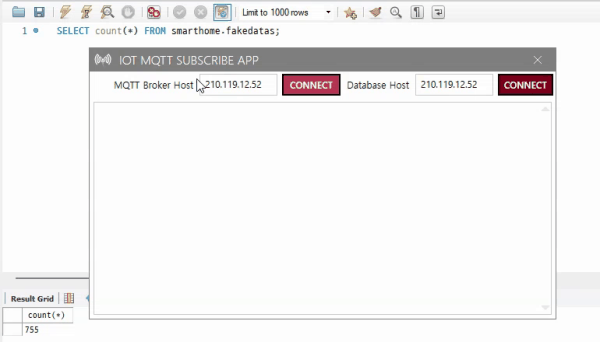 Limit to 1000 rows
1 SELECT count(*) FROM smarthome.fakedatas;
IOT MQTT SUBSCRIBE APP
MQTT Broker Host 210.119.12.52 CONNECT Database Host 210.119.12.52 CONNECT
Result Grid
count(*)
755